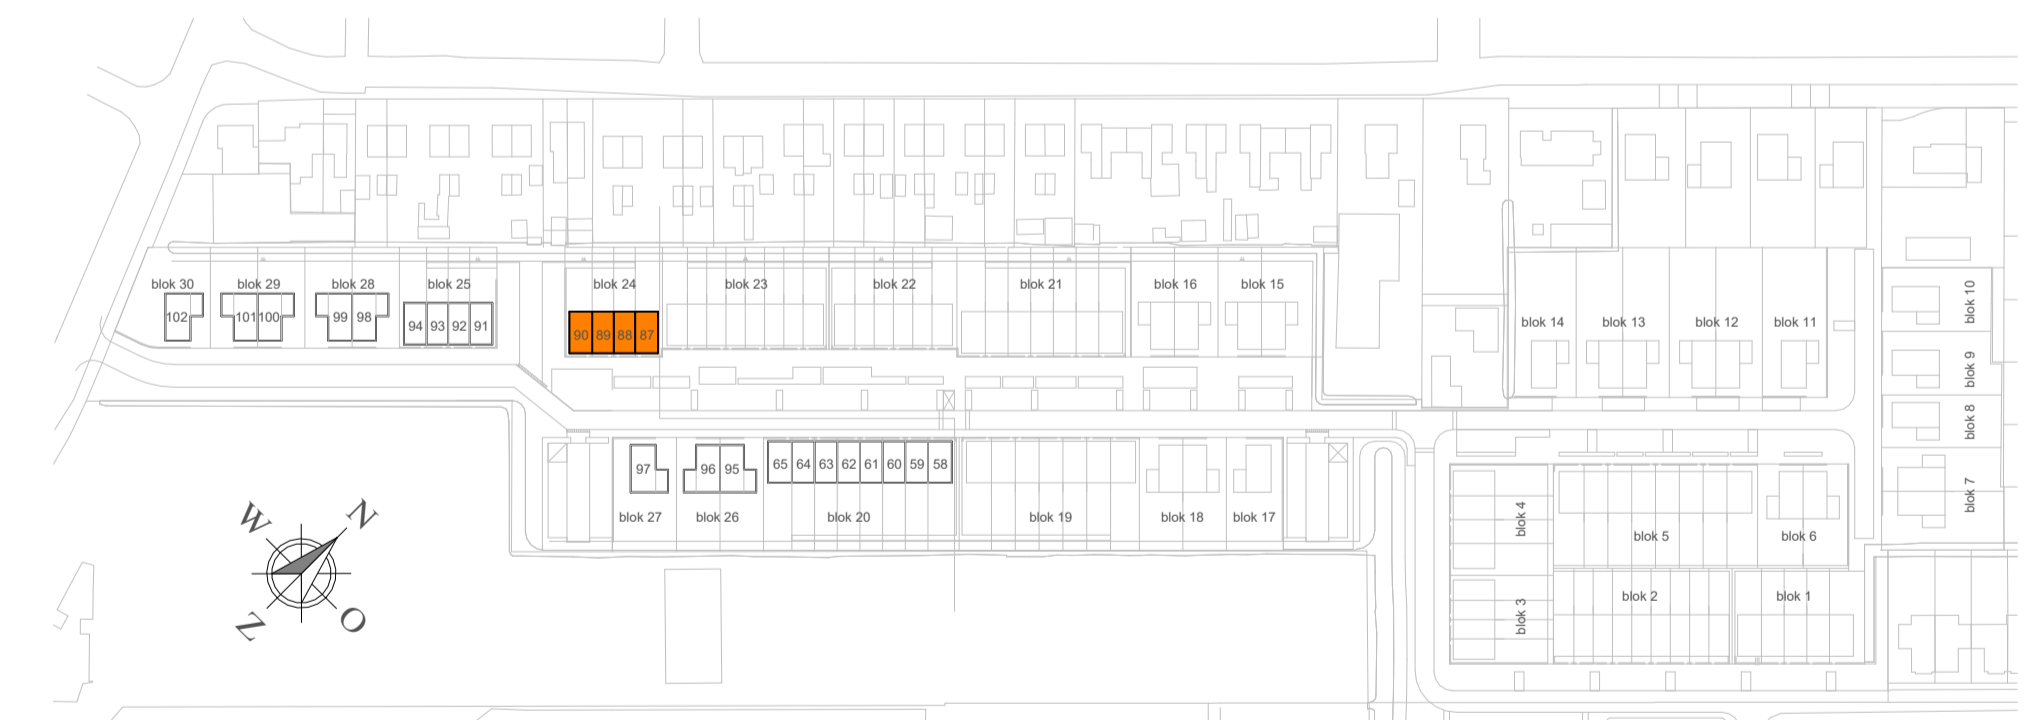 blok 30
blok 29
blok 28
blok 25
blok 24
blok 23
blok 22
blok 21
blok 16
blok 15
102
101
100
99
98
94
93
92
91
90
89
88
87
blok 14
blok 13
blok 12
blok 11
blok 10
blok 9
blok 8
blok 7
97
96
95
65
64
63
62
61
60
59
58
blok 27
blok 26
blok 20
blok 19
blok 18
blok 17
blok 4
blok 5
blok 6
blok 3
blok 2
blok 1
W
N
Z
O